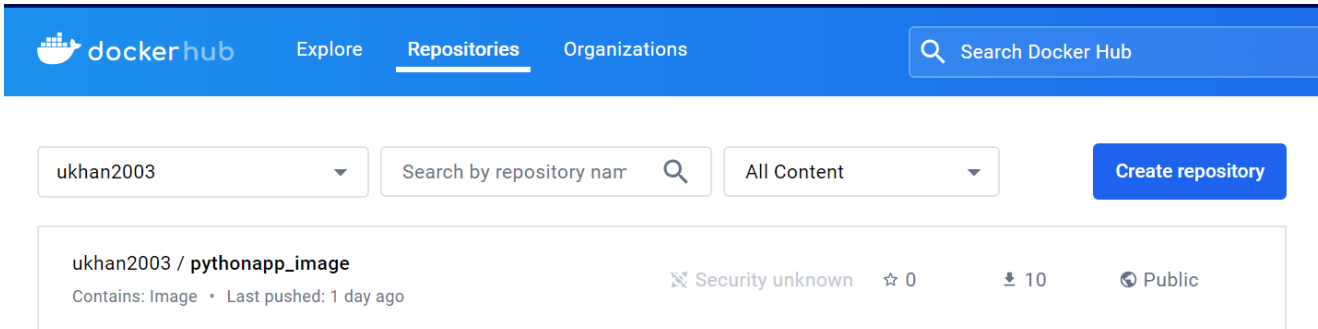 dockerhub Explore Repositories Organizations Search Docker Hub
ukhan2003 Search by repository nam All Content Create repository
ukhan2003 / pythonapp_image
Contains: Image • Last pushed: 1 day ago
Security unknown 0 10 Public